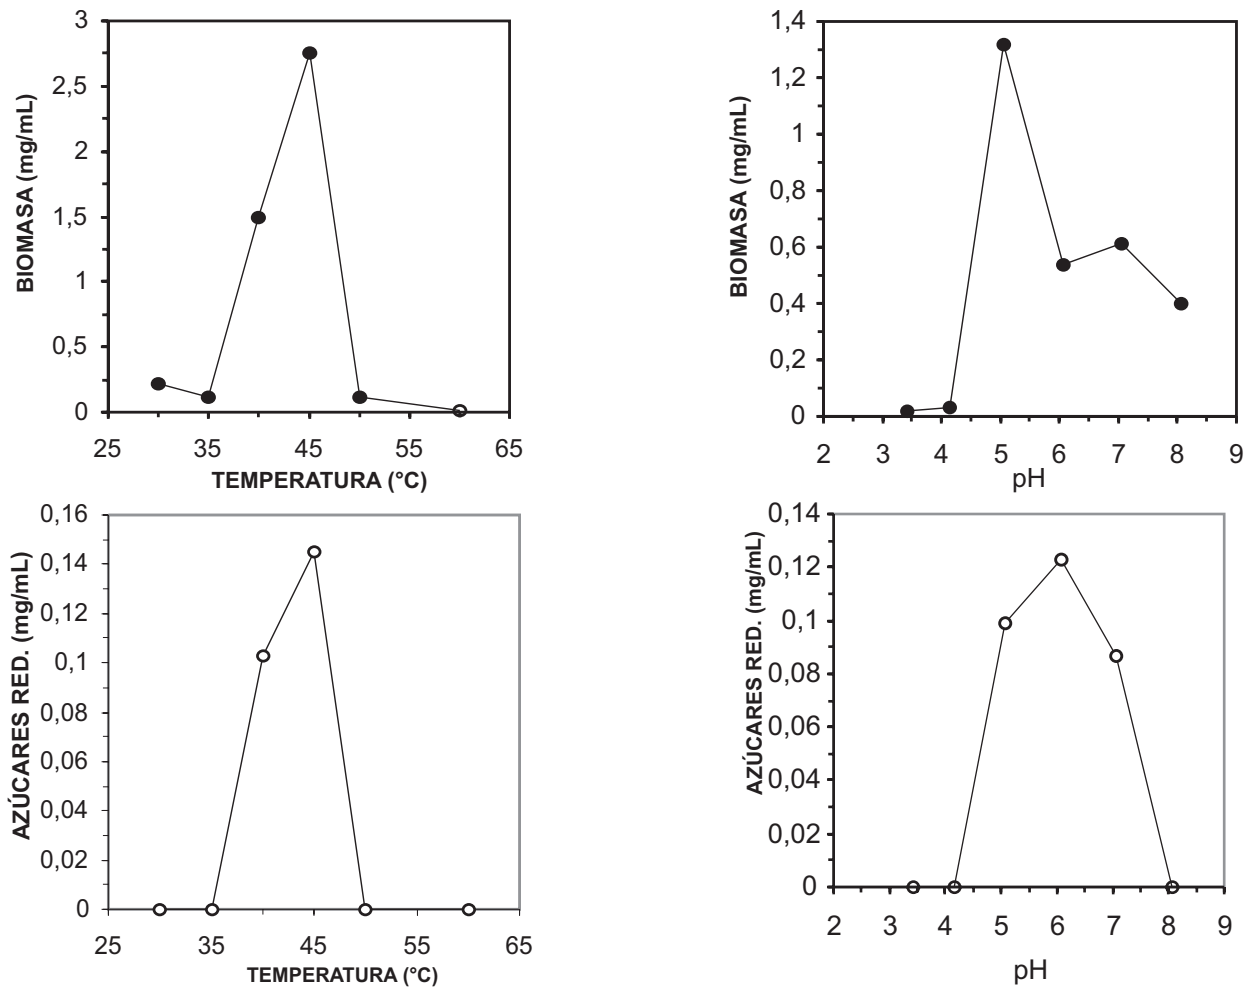 3
2,5
2
1,5
1
0,5
0
BIOMASA (mg/mL)
25 35 45 55 65
TEMPERATURA (°C)
1,4
1,2
1
0,8
0,6
0,4
0,2
0
BIOMASA (mg/mL)
2 3 4 5 6 7 8 9
pH
0,16
0,14
0,12
0,1
0,08
0,06
0,04
0,02
0
AZÚCARES RED. (mg/mL)
25 35 45 55 65
TEMPERATURA (°C)
0,14
0,12
0,1
0,08
0,06
0,04
0,02
0
AZÚCARES RED. (mg/mL)
2 3 4 5 6 7 8 9
pH